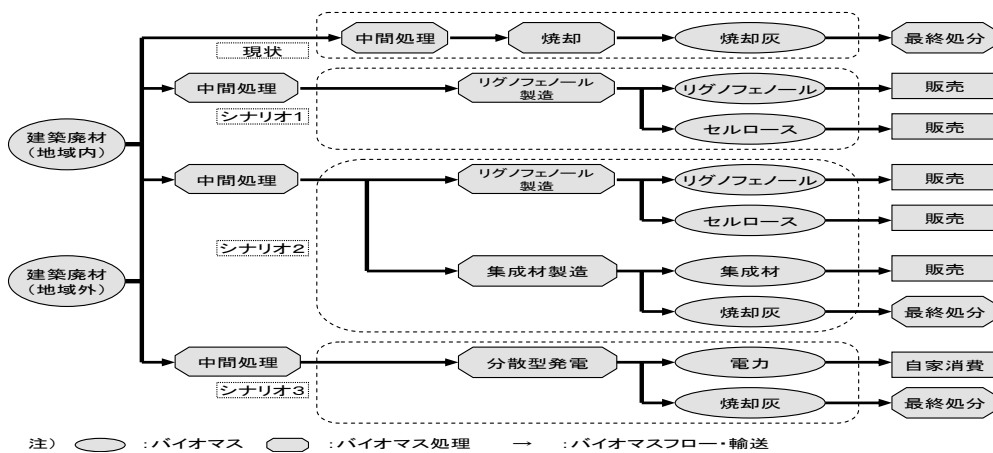 中間処理
焼却
焼却灰
最終処分
現状
中間処理
リグノフェノール
製造
リグノフェノール
販売
シナリオ1
セルロース
販売
建築廃材
(地域内)
中間処理
リグノフェノール
製造
リグノフェノール
販売
セルロース
販売
シナリオ2
建築廃材
(地域外)
集成材製造
集成材
販売
焼却灰
最終処分
中間処理
分散型発電
電力
自家消費
シナリオ3
焼却灰
最終処分
注) :バイオマス :バイオマス処理 → :バイオマスフロー・輸送